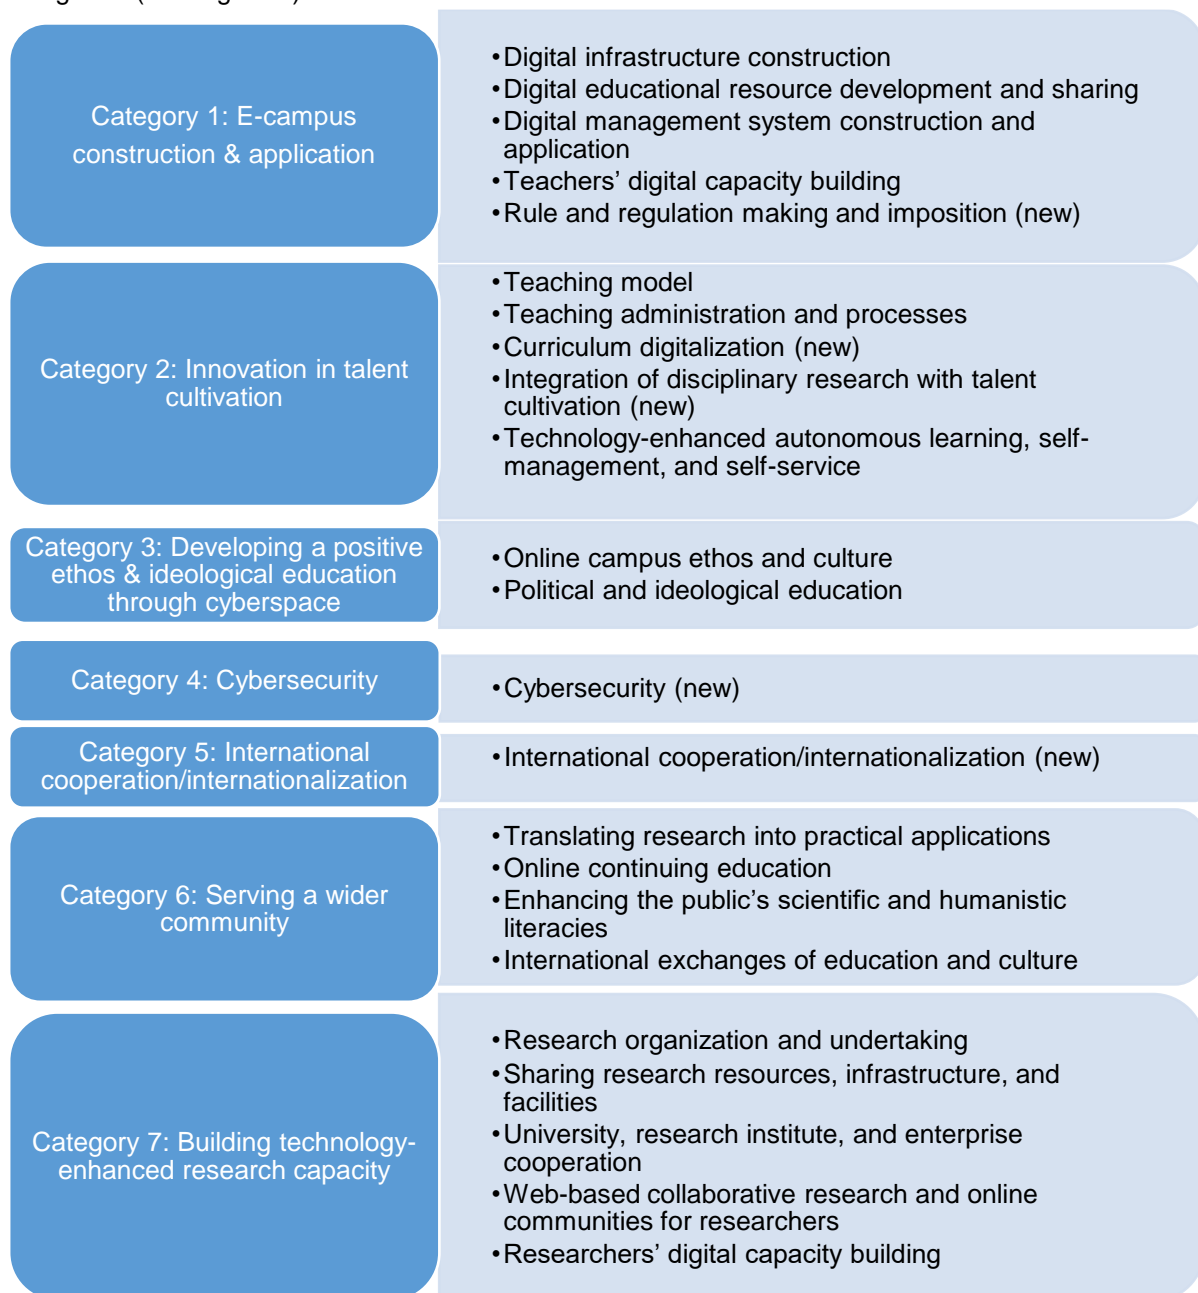 Category 1: E-campus
construction & application
•Digital infrastructure construction
•Digital educational resource development and sharing
•Digital management system construction and
application
•Teachers’ digital capacity building
•Rule and regulation making and imposition (new)
Category 2: Innovation in talent
cultivation
•Teaching model
•Teaching administration and processes
•Curriculum digitalization (new)
•Integration of disciplinary research with talent
cultivation (new)
•Technology-enhanced autonomous learning, self-
management, and self-service
Category 3: Developing a positive
ethos & ideological education
through cyberspace
•Online campus ethos and culture
•Political and ideological education
Category 4: Cybersecurity
•Cybersecurity (new)
Category 5: International
cooperation/internationalization
•International cooperation/internationalization (new)
Category 6: Serving a wider
community
•Translating research into practical applications
•Online continuing education
•Enhancing the public’s scientific and humanistic
literacies
•International exchanges of education and culture
Category 7: Building technology-
enhanced research capacity
•Research organization and undertaking
•Sharing research resources, infrastructure, and
facilities
•University, research institute, and enterprise
cooperation
•Web-based collaborative research and online
communities for researchers
•Researchers’ digital capacity building